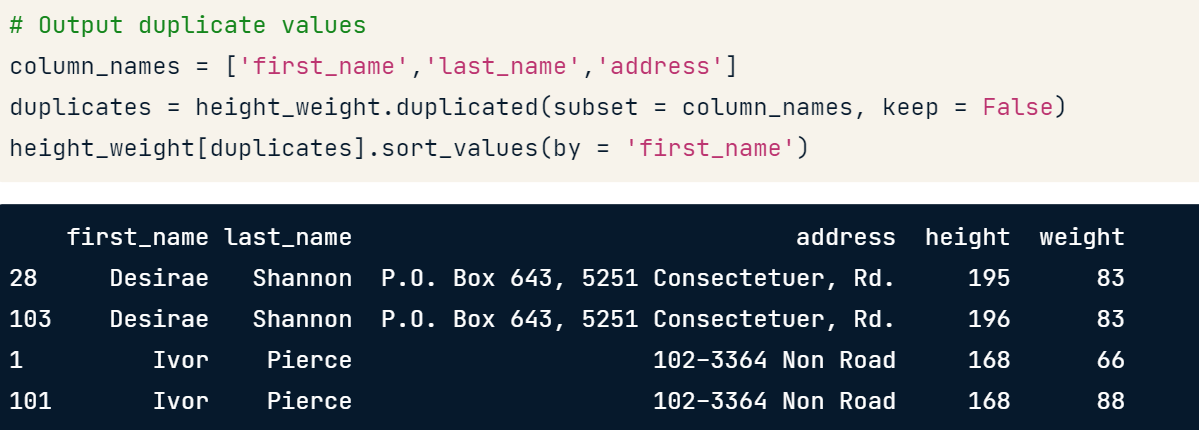 # Output duplicate values
column_names = ['first_name','last_name','address']
duplicates = height_weight.duplicated(subset = column_names, keep = False)
height_weight[duplicates].sort_values(by = 'first_name')
    first_name last_name                               address  height  weight
28     Desirae   Shannon  P.O. Box 643, 5251 Consectetuer, Rd.     195      83
103    Desirae   Shannon  P.O. Box 643, 5251 Consectetuer, Rd.     196      83
1         Ivor    Pierce                     102-3364 Non Road     168      66
101       Ivor    Pierce                     102-3364 Non Road     168      88